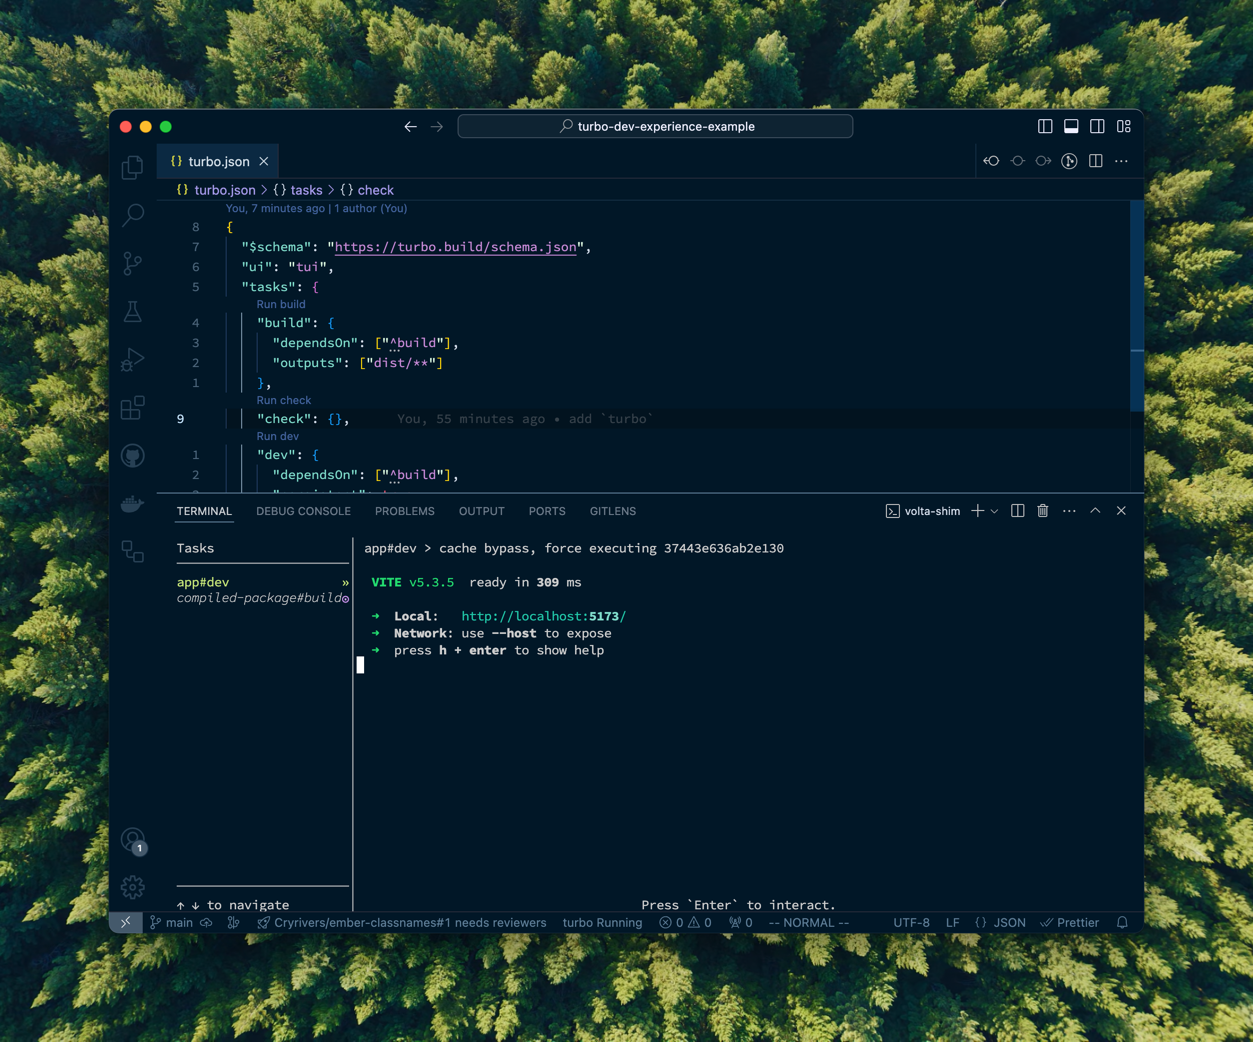 turbo-dev-experience-example
{} turbo.json
{} turbo.json > {} tasks > {} check
You, 7 minutes ago | 1 author (You)
8 {
7 "$schema": "https://turbo.build/schema.json",
6 "ui": "tui",
5 "tasks": {
Run build
4 "build": {
3 "dependsOn": ["^build"],
2 "outputs": ["dist/**"]
1 },
Run check
9 "check": {}, You, 55 minutes ago • add `turbo`
Run dev
1 "dev": {
2 "dependsOn": ["^build"],
TERMINAL DEBUG CONSOLE PROBLEMS OUTPUT PORTS GITLENS volta-shim
Tasks
app#dev »
compiled-package#build
app#dev > cache bypass, force executing 37443e636ab2e130
VITE v5.3.5 ready in 309 ms
➜ Local: http://localhost:5173/
➜ Network: use --host to expose
➜ press h + enter to show help
1
↑ ↓ to navigate
Press `Enter` to interact.
main Cryrivers/ember-classnames#1 needs reviewers turbo Running 0 0 0 -- NORMAL -- UTF-8 LF {} JSON Prettier